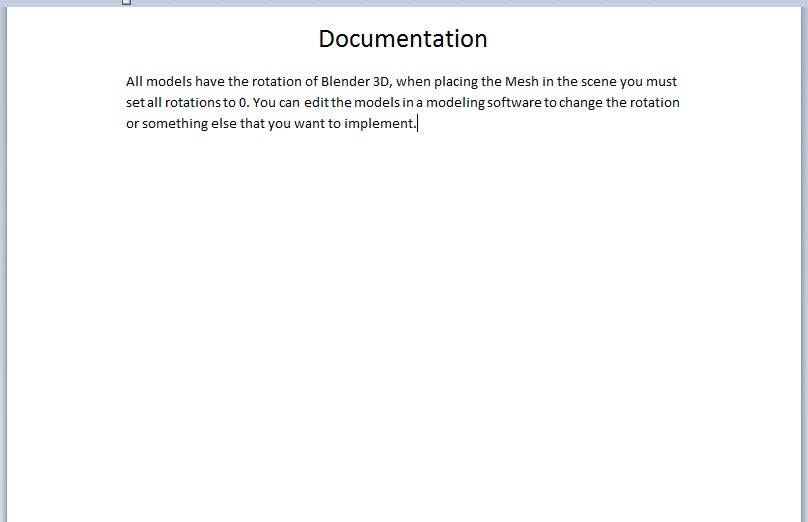 Documentation
All models have the rotation of Blender 3D, when placing the Mesh in the scene you must
set all rotations to 0. You can edit the models in a modeling software to change the rotation
or something else that you want to implement.